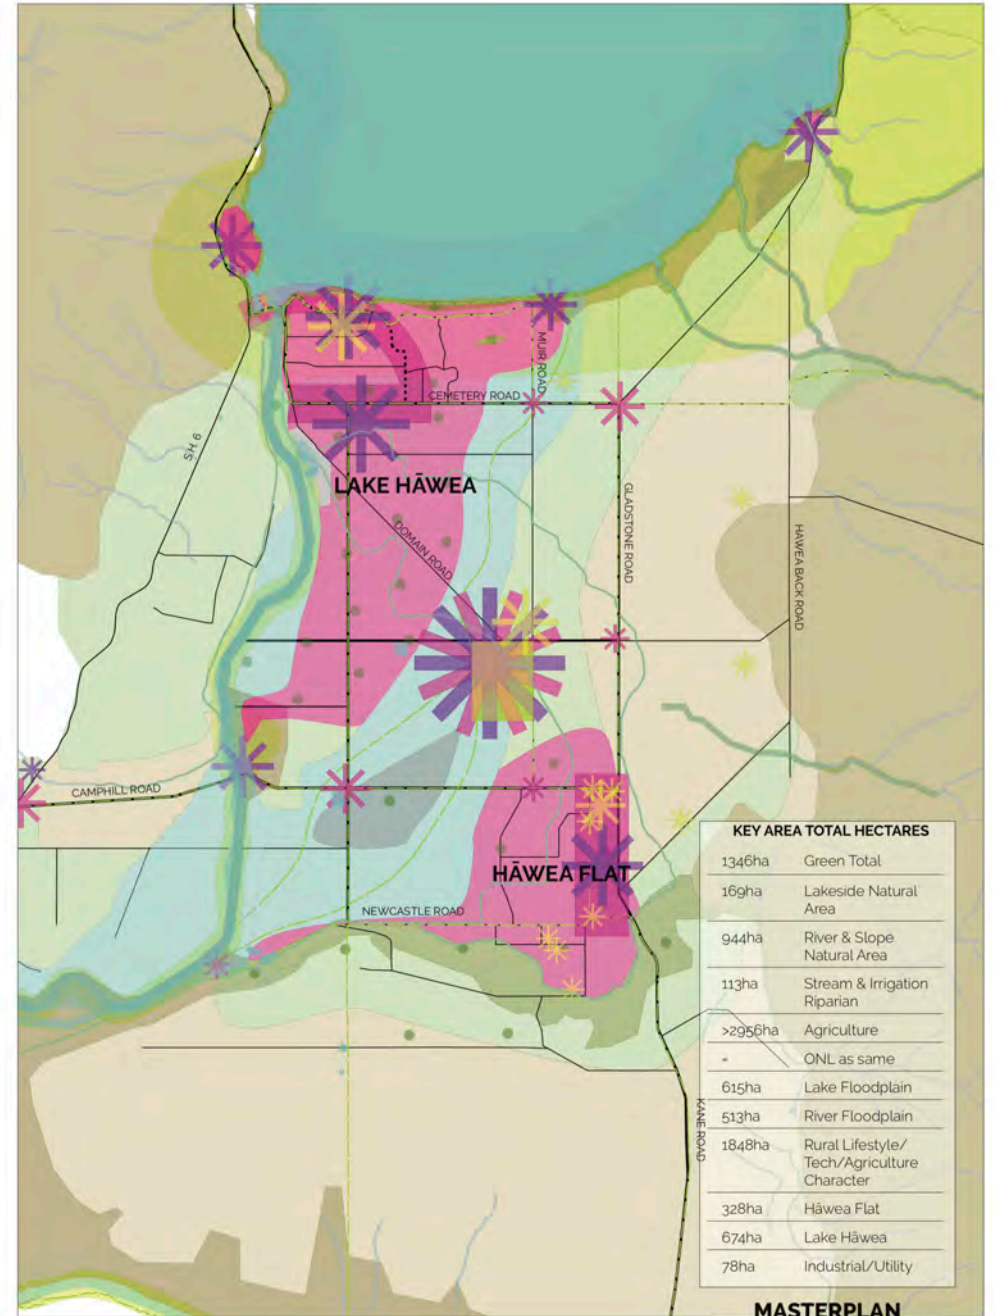 MUIR ROAD
CEMETERY ROAD
SH 6
LAKE HĀWEA
DOMAIN ROAD
GLADSTONE ROAD
HAWEA BACK ROAD
CAMPHILL ROAD
HĀWEA FLAT
NEWCASTLE ROAD
KANE ROAD
KEY AREA TOTAL HECTARES
1346ha Green Total
169ha Lakeside Natural
Area
944ha River & Slope
Natural Area
113ha Stream & Irrigation
Riparian
>2956ha Agriculture
- ONL as same
615ha Lake Floodplain
513ha River Floodplain
1848ha Rural Lifestyle/
Tech/Agriculture
Character
328ha Hāwea Flat
674ha Lake Hāwea
78ha Industrial/Utility
MASTERPLAN